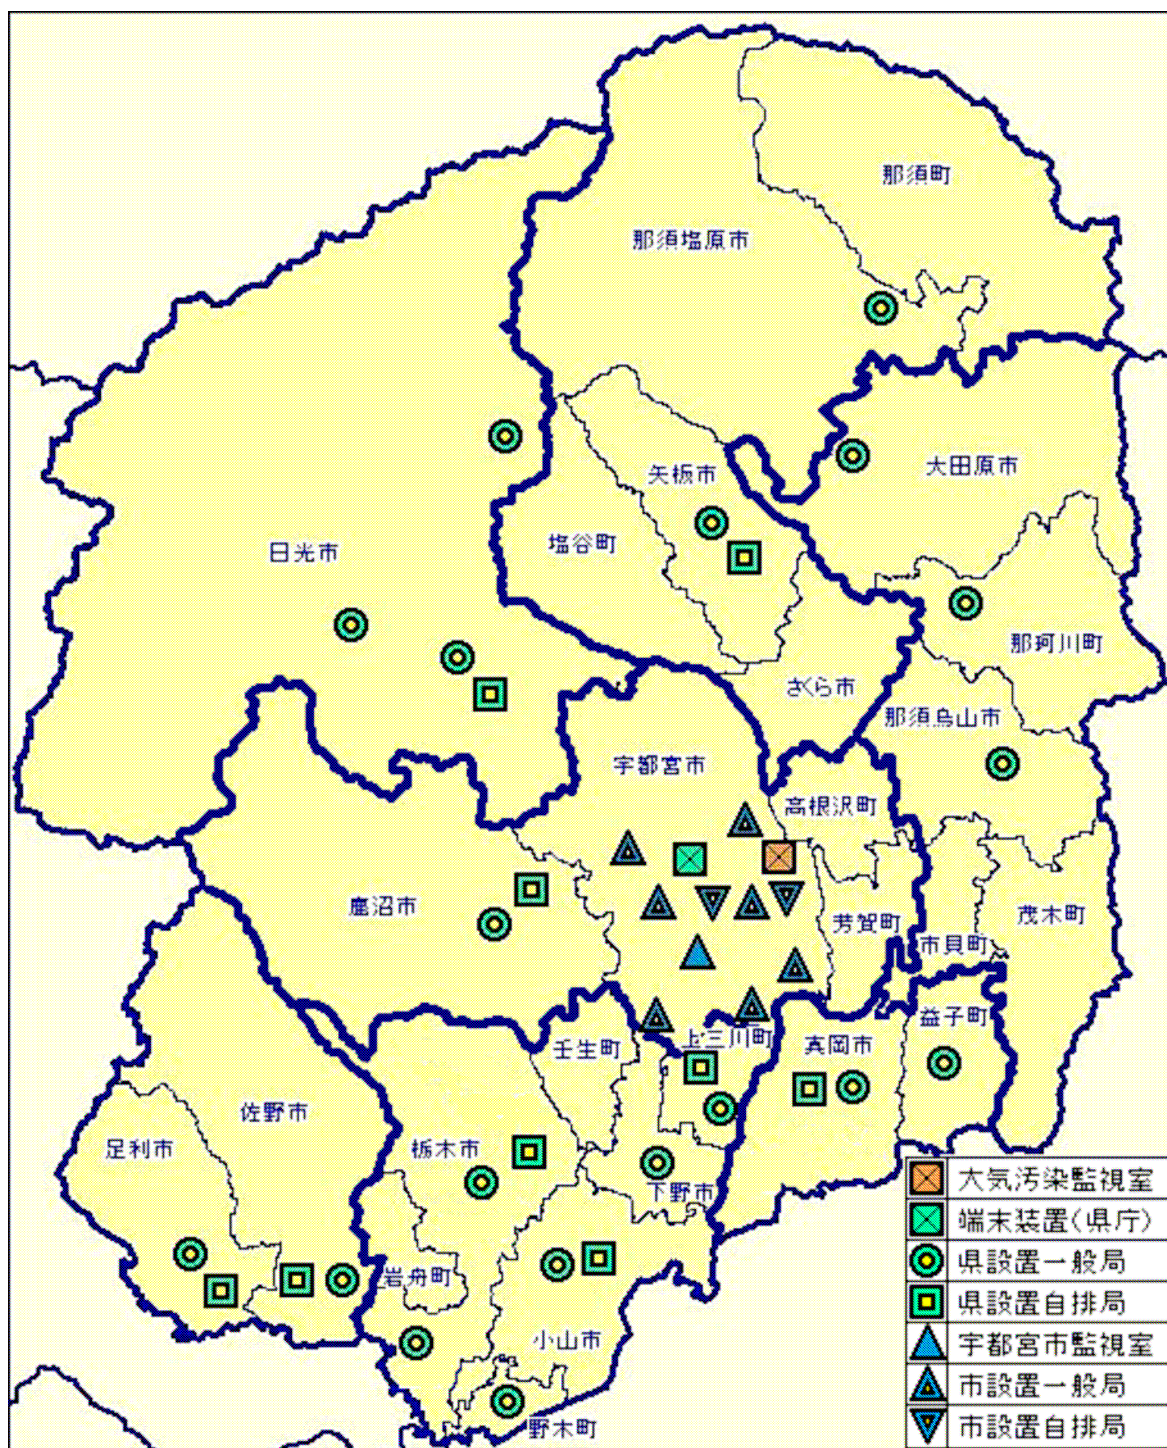 那須町
那須塩原市
大田原市
矢板市
塩谷町
日光市
那珂川町
さくら市
那須烏山市
宇都宮市
高根沢町
鹿沼市
芳賀町
茂木町
市貝町
益子町
上三川町
真岡市
壬生町
佐野市
足利市
栃木市
下野市
岩舟町
小山市
野木町
大気汚染監視室
端末装置(県庁)
県設置一般局
県設置自排局
宇都宮市監視室
市設置一般局
市設置自排局